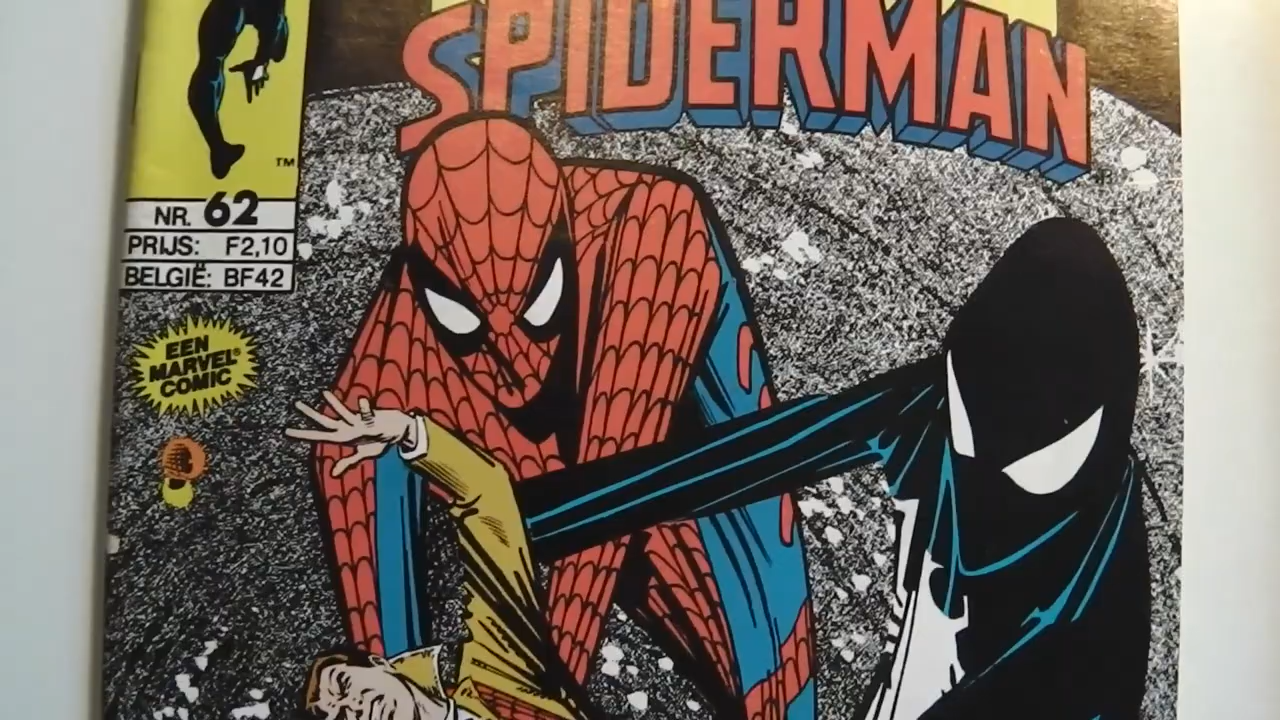 SPIDERMAN
TM
NR. 62
PRIJS: F2,10
BELGIË: BF42
EEN
MARVEL®
COMIC